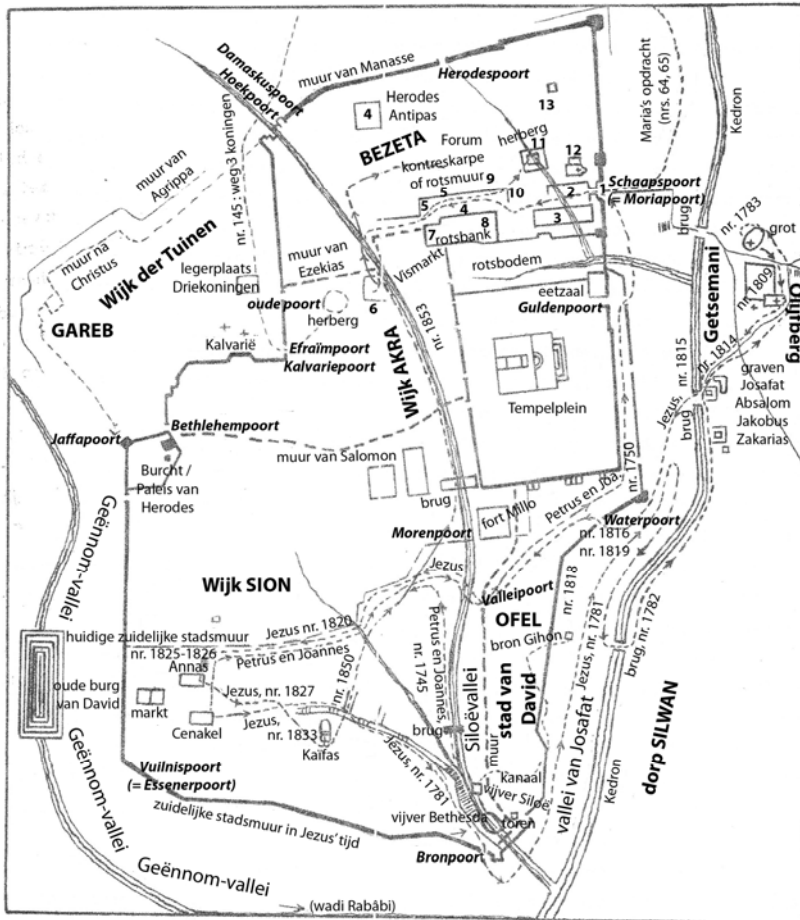 Damaskuspoort
Hoekpoort
muur van Manasse
Herodespoort
Maria's opdracht
(nrs. 64, 65)
Kedron
4
Herodes
Antipas
13
BEZETA
Forum
herberg
11
12
kontreskarpe
of rotsmuur
9
10
5
5
4
2
1
3
7
8
rotsbank
Schaapspoort
(= Moriapoort)
nr. 145 : weg 3 koningen
muur van
Agrippa
muur na
Christus
Wijk der Tuinen
GAREB
legerplaats
Driekoningen
muur van
Ezekias
Vismarkt
rotsbodem
oude poort
herberg
6
eetzaal
Guldenpoort
brug
nr. 1783
grot
nr. 1809
Olijfberg
Getsemani
nr. 1814
nr. 1815
Jezus,
brug
graven
Josafat
Absalom
Jakobus
Zakarias
Kalvarië
Efraïmpoort
Kalvariepoort
Wijk AKRA
nr. 1853
Tempelplein
Jaffapoort
Bethlehempoort
Burcht /
Paleis van
Herodes
muur van Salomon
brug
Morenpoort
fort Millo
Petrus en Joa.
nr. 1750
Waterpoort
nr. 1816
nr. 1819
nr. 1818
Geënnom-vallei
Wijk SION
Jezus
Valleipoort
OFEL
bron Gihon
stad van
David
Siloëvallei
muur
Petrus en Joannes,
nr. 1745
huidige zuidelijke stadsmuur
Jezus nr. 1820
nr. 1825-1826
Petrus en Joannes
Annas
oude burg
van David
markt
Cenakel
Jezus, nr. 1827
Jezus,
nr. 1833
Kaïfas
nr. 1850
brug
Jezus, nr. 1781
Jezus, nr. 1781
vallei van Josafat
brug, nr. 1782
dorp SILWAN
Kedron
kanaal
vijver Siloë
toren
vijver Bethesda
Bronpoort
Vuilnispoort
(= Essenerpoort)
zuidelijke stadsmuur in Jezus' tijd
Geënnom-vallei
Geënnom-vallei
(wadi Rabâbi)